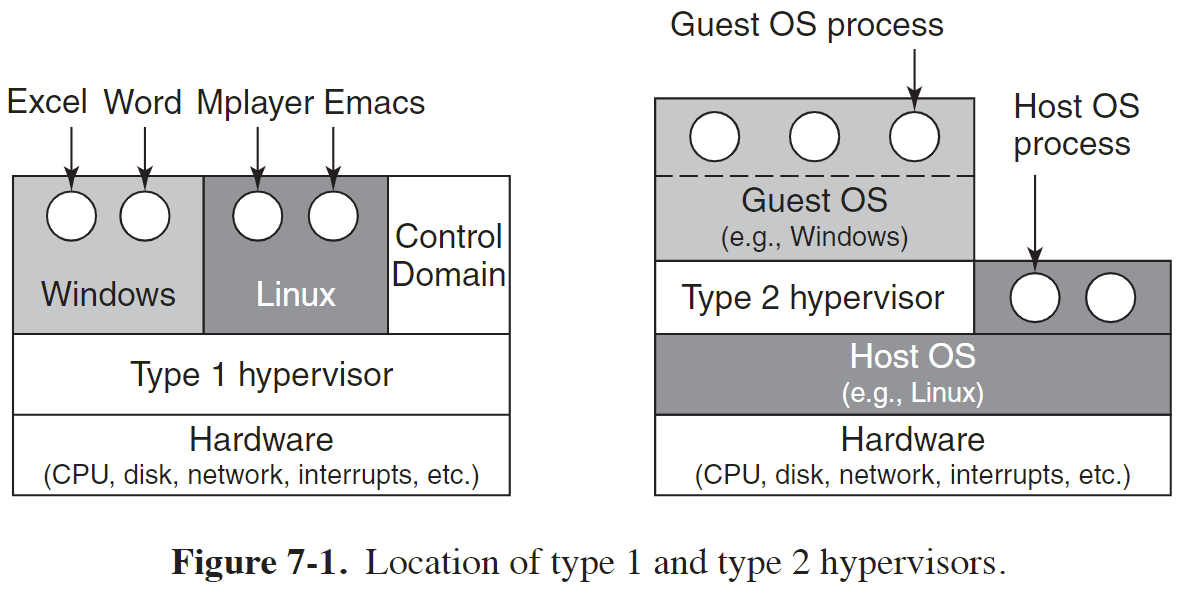 Excel Word Mplayer Emacs
Windows
Linux
Control
Domain
Type 1 hypervisor
Hardware
(CPU, disk, network, interrupts, etc.)
Guest OS process
Host OS
process
Guest OS
(e.g., Windows)
Type 2 hypervisor
Host OS
(e.g., Linux)
Hardware
(CPU, disk, network, interrupts, etc.)
Figure 7-1. Location of type 1 and type 2 hypervisors.